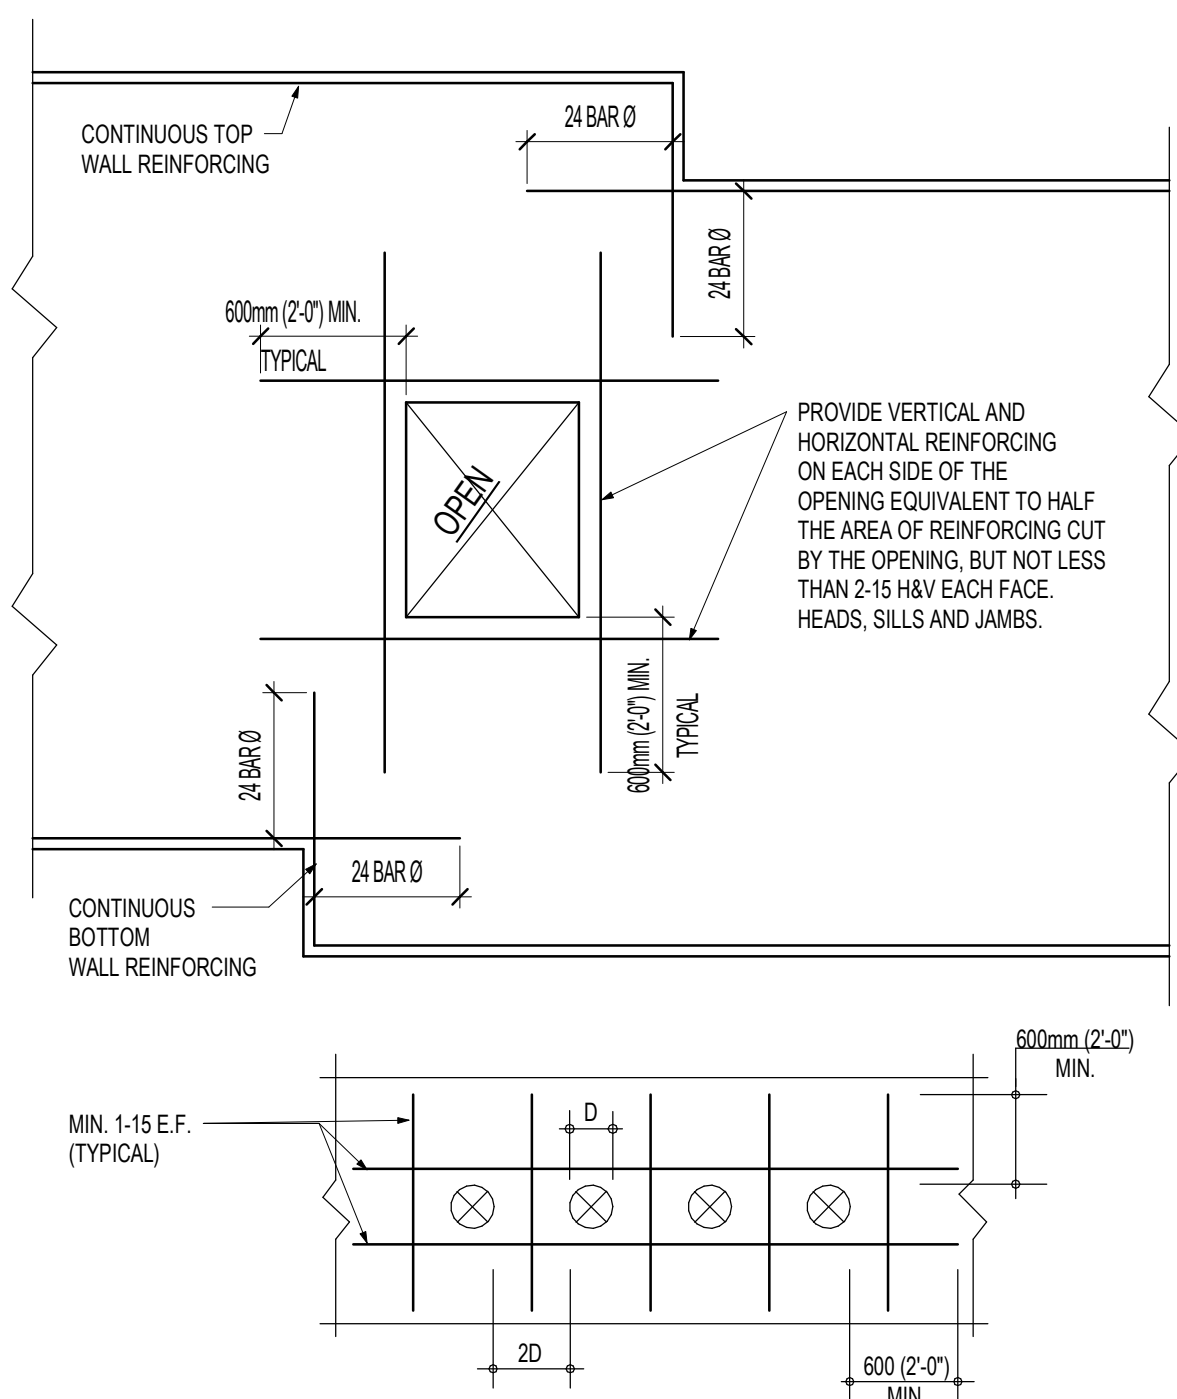 24 BAR Ø
CONTINUOUS TOP
WALL REINFORCING
24 BAR Ø
600mm (2'-0") MIN.
TYPICAL
OPEN
PROVIDE VERTICAL AND
HORIZONTAL REINFORCING
ON EACH SIDE OF THE
OPENING EQUIVALENT TO HALF
THE AREA OF REINFORCING CUT
BY THE OPENING, BUT NOT LESS
THAN 2-15 H&V EACH FACE.
HEADS, SILLS AND JAMBS.
600mm (2'-0") MIN.
TYPICAL
24 BAR Ø
24 BAR Ø
CONTINUOUS
BOTTOM
WALL REINFORCING
600mm (2'-0")
MIN.
MIN. 1-15 E.F.
(TYPICAL)
D
2D
600 (2'-0")
MIN.